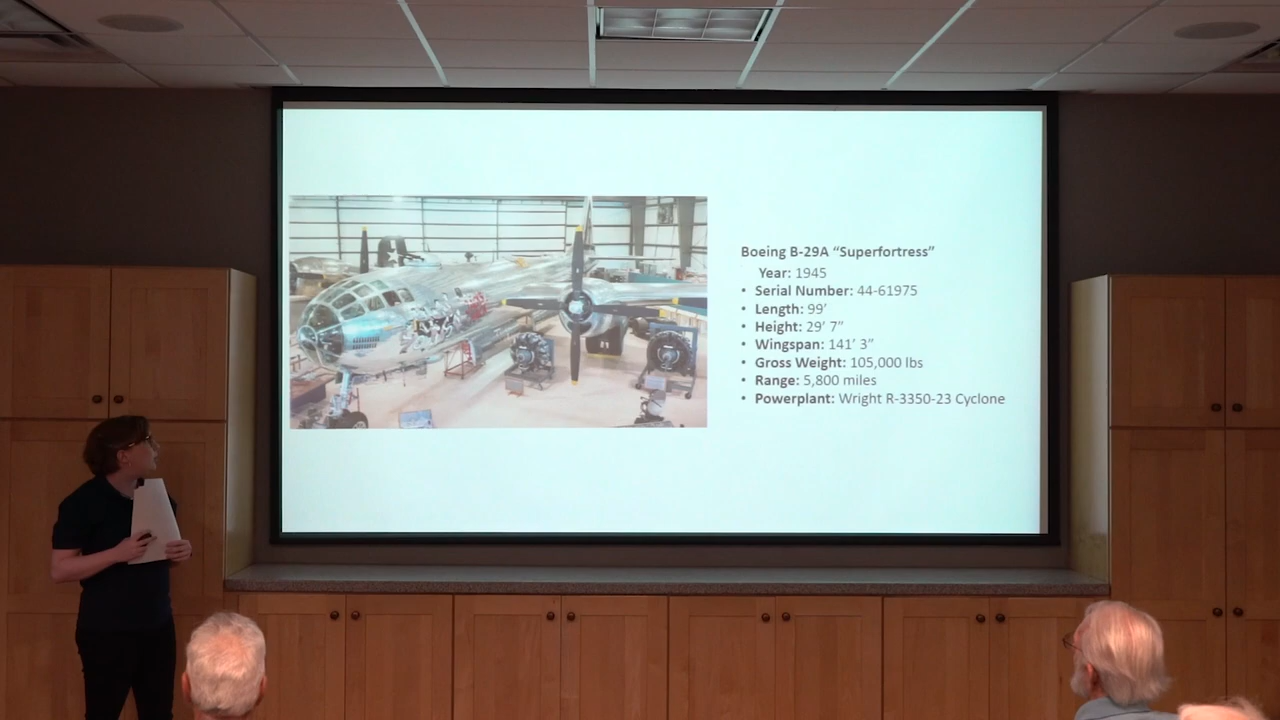 Boeing B-29A “Superfortress”
Year: 1945
• Serial Number: 44-61975
• Length: 99’
• Height: 29’ 7”
• Wingspan: 141’ 3”
• Gross Weight: 105,000 lbs
• Range: 5,800 miles
• Powerplant: Wright R-3350-23 Cyclone